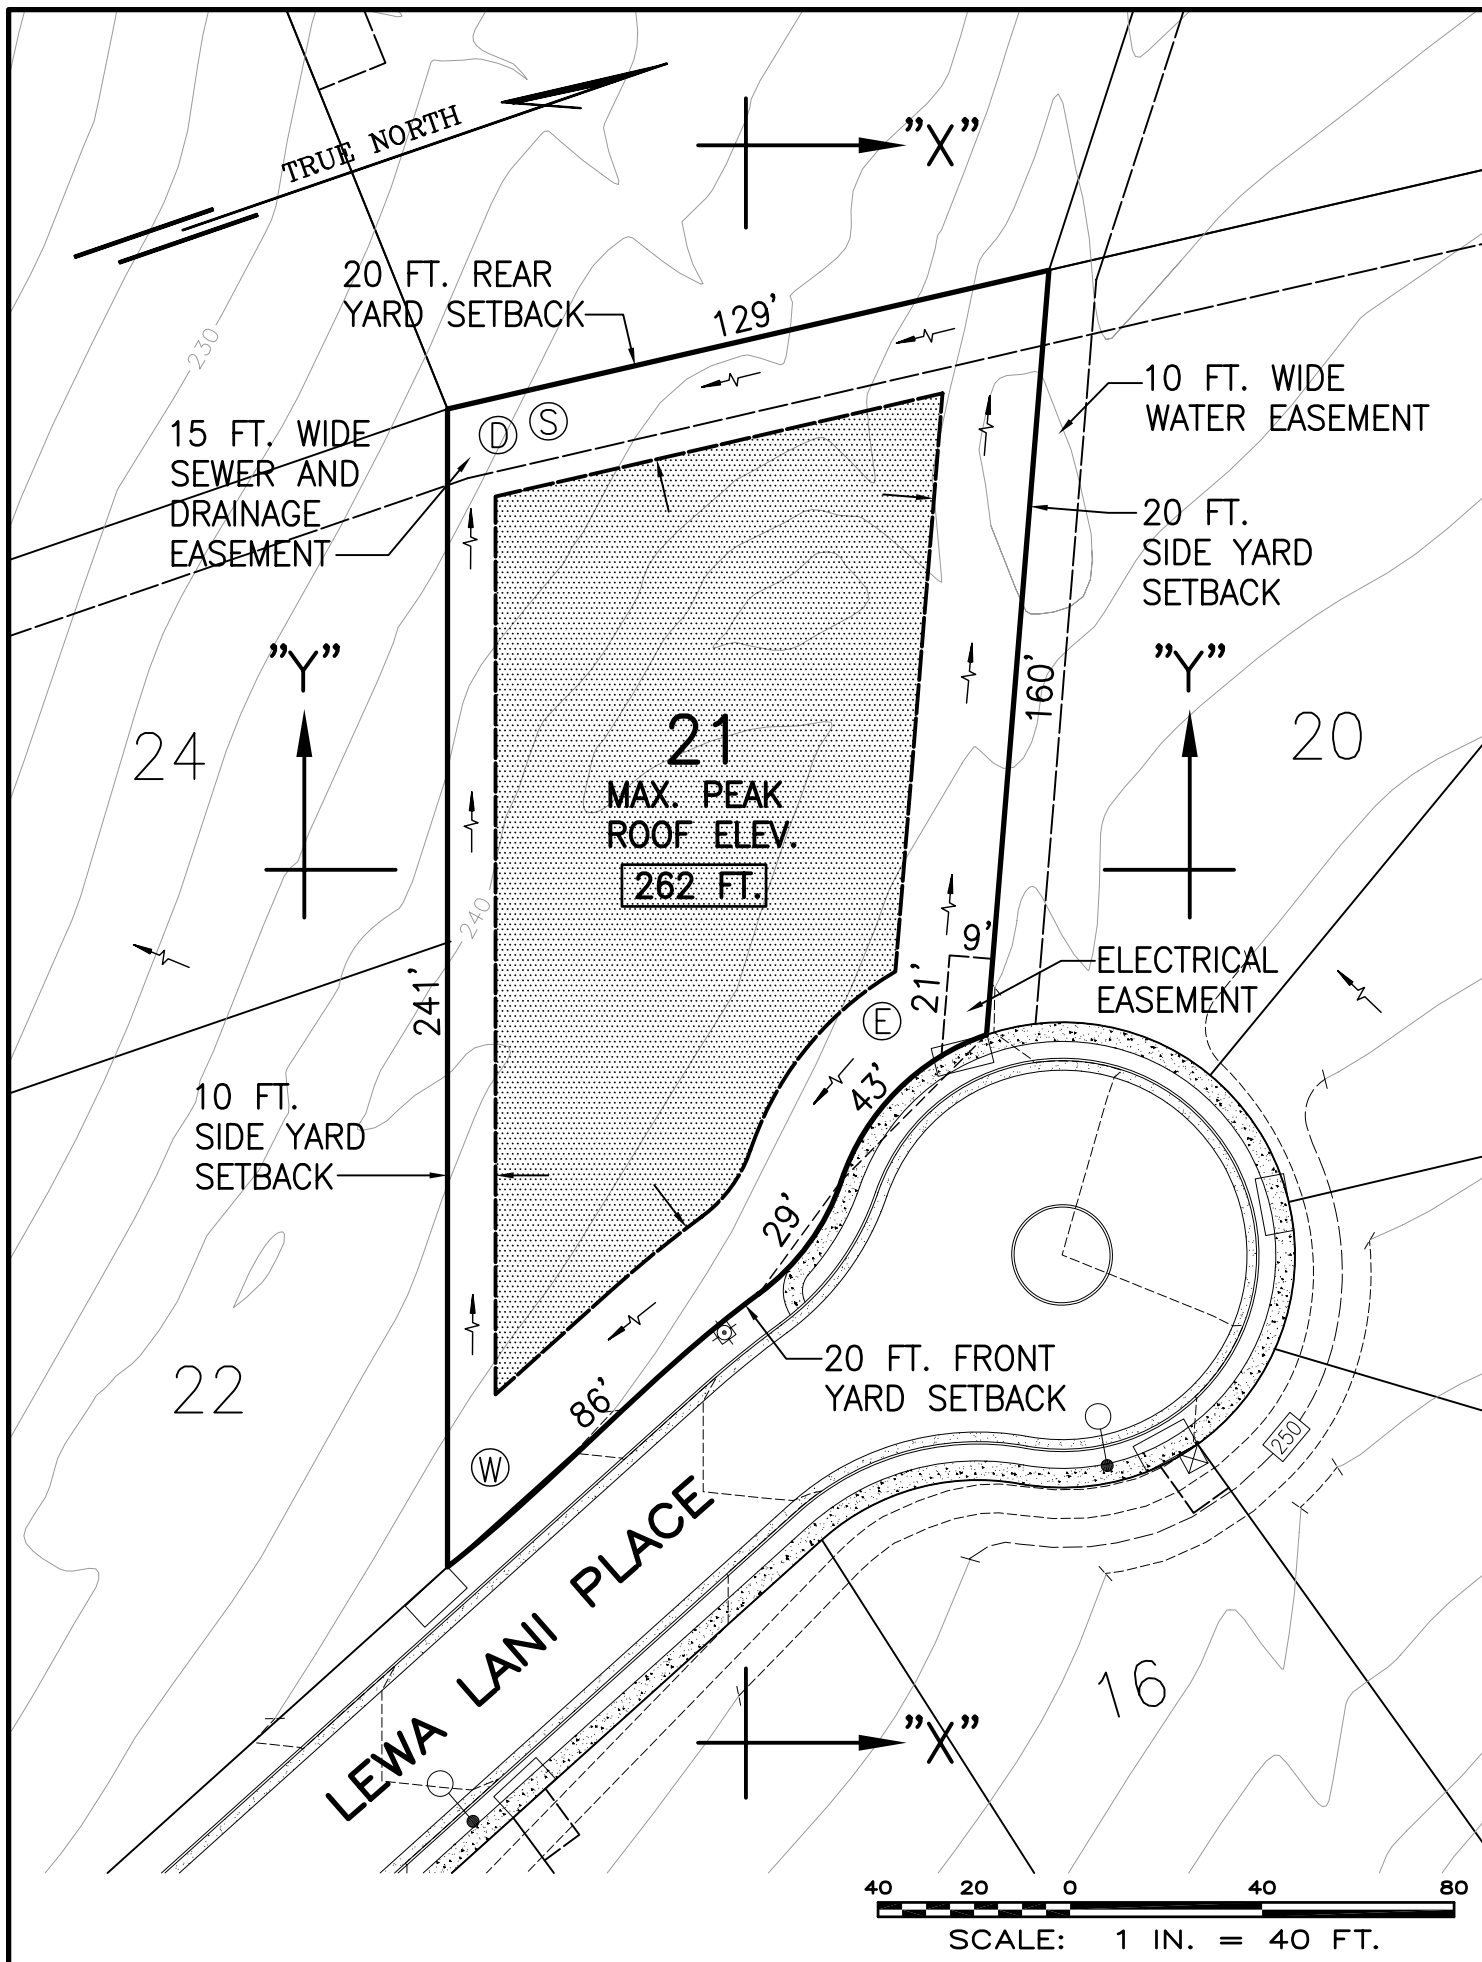 "X"
TRUE NORTH
20 FT. REAR
YARD SETBACK
129'
230
10 FT. WIDE
WATER EASEMENT
15 FT. WIDE
SEWER AND
DRAINAGE
EASEMENT
D
S
20 FT.
SIDE YARD
SETBACK
"Y"
"Y"
160'
24
20
21
MAX. PEAK
ROOF ELEV.
262 FT.
240
9'
21'
ELECTRICAL
EASEMENT
241'
E
43'
10 FT.
SIDE YARD
SETBACK
29'
20 FT. FRONT
YARD SETBACK
22
86'
W
250
LEWA LANI PLACE
16
"X"
40 20 0 40 80
SCALE: 1 IN. = 40 FT.